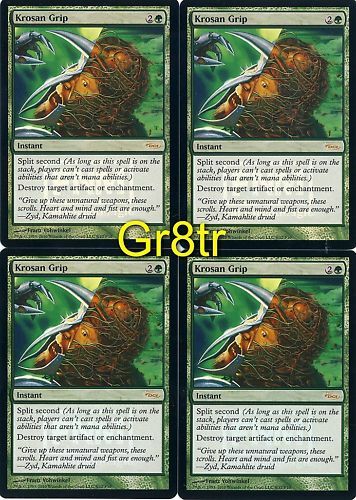 Krosan Grip 2
Krosan Grip 2
Instant
Instant
Split second (As long as this spell is on the
stack, players can't cast spells or activate
abilities that aren't mana abilities.)
Destroy target artifact or enchantment.
"Give up these unnatural weapons, these
scrolls. Heart and mind and fist are enough."
—Zyd, Kamahlite druid
Split second (As long as this spell is on the
stack, players can't cast spells or activate
abilities that aren't mana abilities.)
Destroy target artifact or enchantment.
"Give up these unnatural weapons, these
scrolls. Heart and mind and fist are enough."
—Zyd, Kamahlite druid
Gr8tr
Krosan Grip 2
Krosan Grip 2
Instant
Instant
Split second (As long as this spell is on the
stack, players can't cast spells or activate
abilities that aren't mana abilities.)
Destroy target artifact or enchantment.
"Give up these unnatural weapons, these
scrolls. Heart and mind and fist are enough."
—Zyd, Kamahlite druid
Split second (As long as this spell is on the
stack, players can't cast spells or activate
abilities that aren't mana abilities.)
Destroy target artifact or enchantment.
"Give up these unnatural weapons, these
scrolls. Heart and mind and fist are enough."
—Zyd, Kamahlite druid